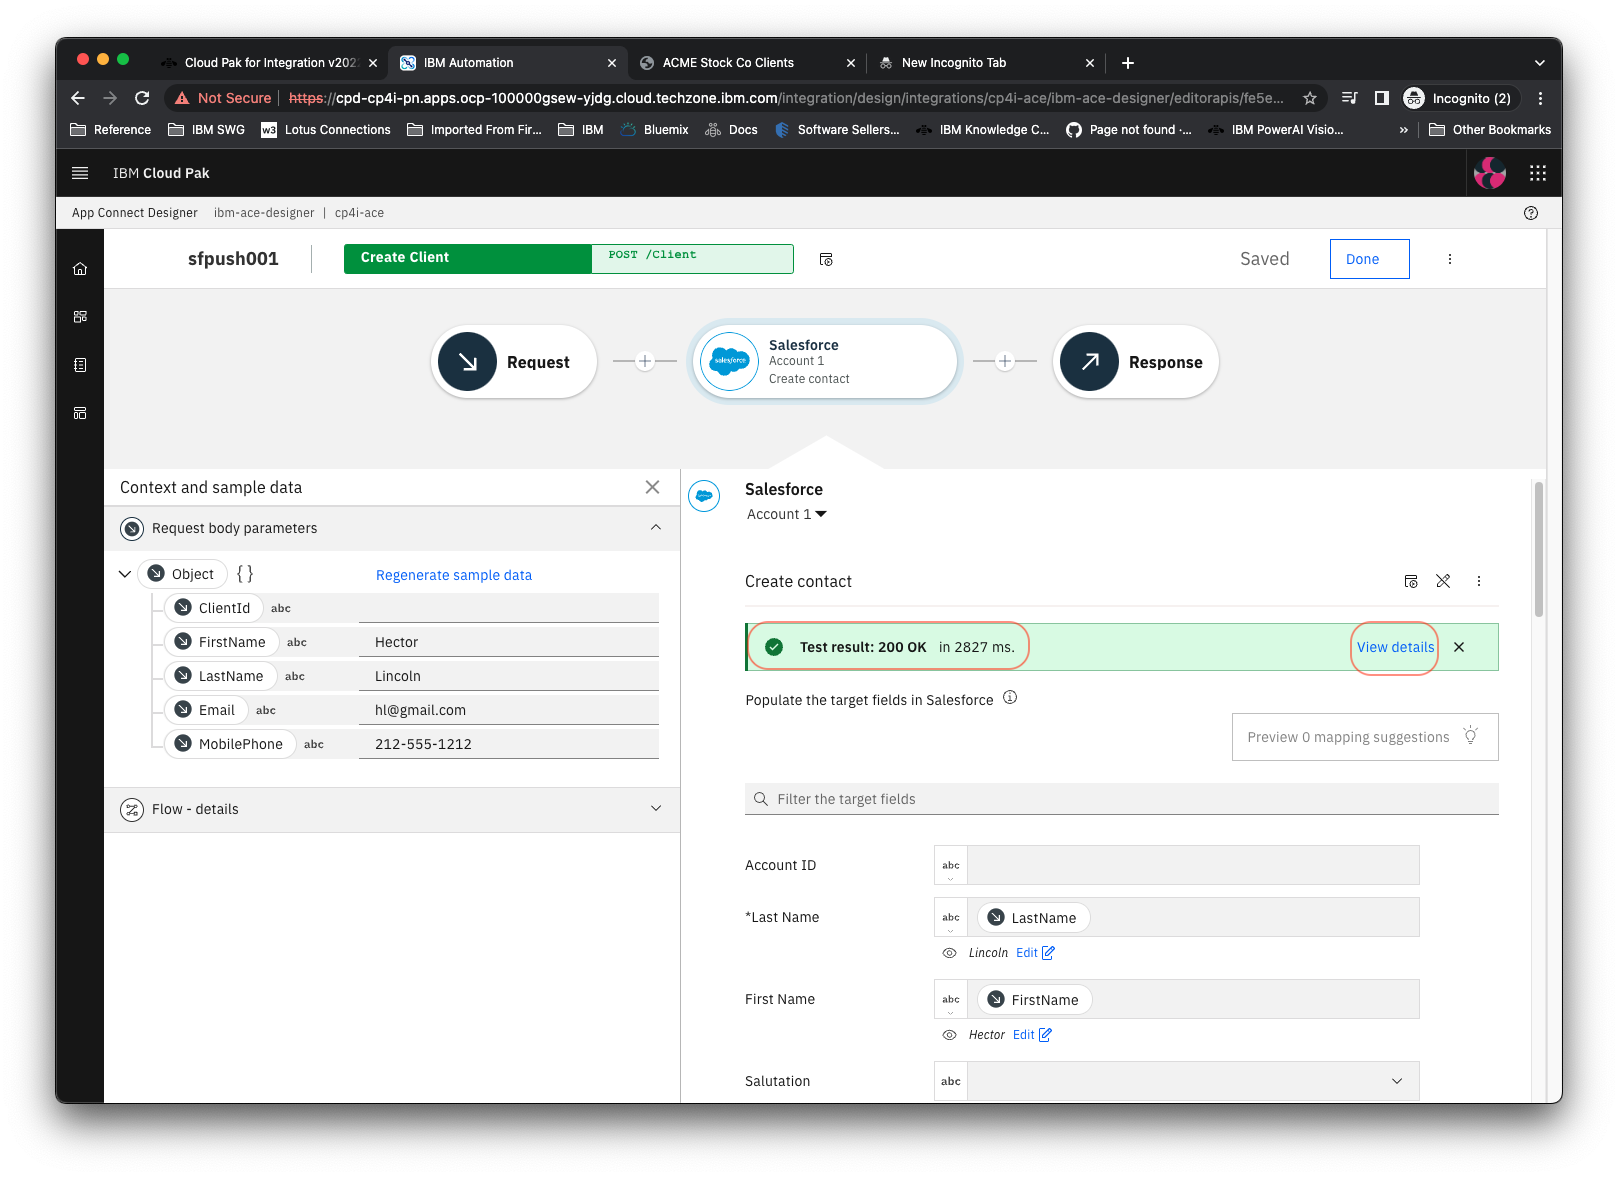 Cloud Pak for Integration v202
IBM Automation
ACME Stock Co Clients
New Incognito Tab
Not Secure
https://cpd-cp4i-pn.apps.ocp-100000gsew-yjdg.cloud.techzone.ibm.com/integration/design/integrations/cp4i-ace/ibm-ace-designer/editorapis/fe5e...
Incognito (2)
Reference
IBM SWG
w3 Lotus Connections
Imported From Fir...
IBM
Bluemix
Docs
Software Sellers...
IBM Knowledge C...
Page not found ·...
IBM PowerAI Visio...
»
Other Bookmarks
IBM Cloud Pak
App Connect Designer
ibm-ace-designer | cp4i-ace
sfpush001
Create Client
POST /Client
Saved
Done
Request
salesforce
Salesforce
Account 1
Create contact
Response
Context and sample data
Request body parameters
Object { }
Regenerate sample data
ClientId abc
FirstName abc
Hector
LastName abc
Lincoln
Email abc
hl@gmail.com
MobilePhone abc
212-555-1212
Flow - details
Salesforce
Account 1
Create contact
Test result: 200 OK in 2827 ms.
View details
Populate the target fields in Salesforce
Preview 0 mapping suggestions
Filter the target fields
Account ID
abc
*Last Name
abc
LastName
Lincoln Edit
First Name
abc
FirstName
Hector Edit
Salutation
abc